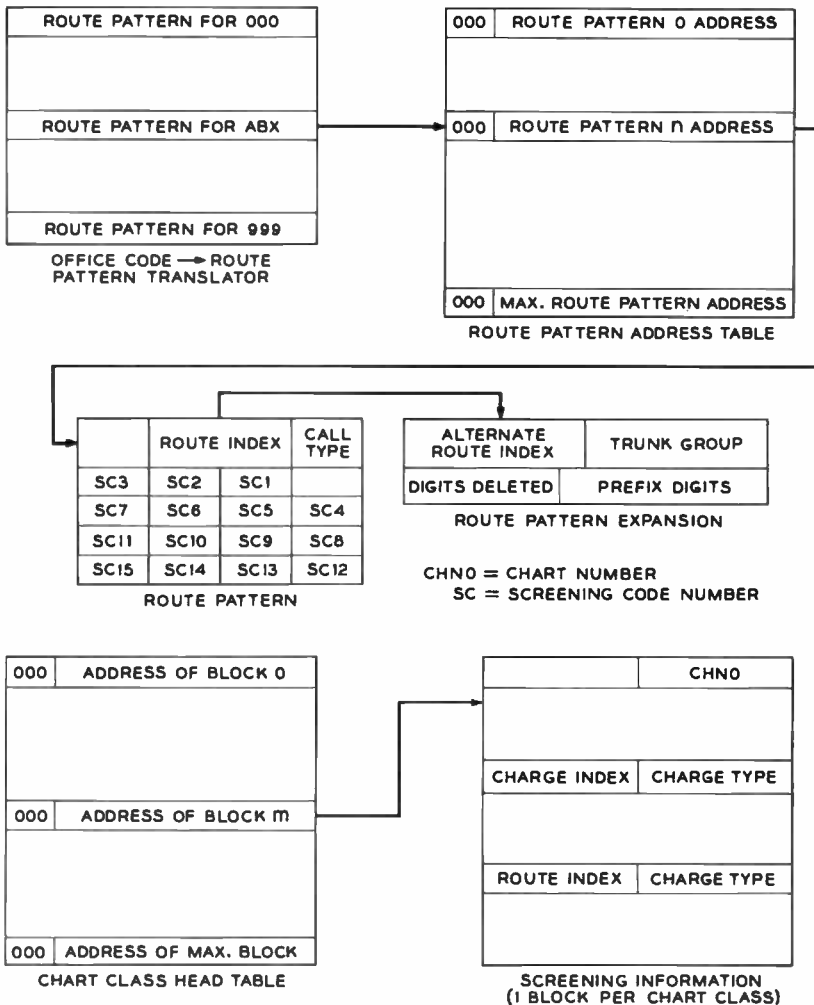 ROUTE PATTERN FOR 000
ROUTE PATTERN FOR ABX
ROUTE PATTERN FOR 999
OFFICE CODE → ROUTE
PATTERN TRANSLATOR
000 ROUTE PATTERN 0 ADDRESS
000 ROUTE PATTERN n ADDRESS
000 MAX. ROUTE PATTERN ADDRESS
ROUTE PATTERN ADDRESS TABLE
ROUTE INDEX CALL
TYPE
SC3 SC2 SC1
SC7 SC6 SC5 SC4
SC11 SC10 SC9 SC8
SC15 SC14 SC13 SC12
ROUTE PATTERN
ALTERNATE
ROUTE INDEX
TRUNK GROUP
DIGITS DELETED PREFIX DIGITS
ROUTE PATTERN EXPANSION
CHNO = CHART NUMBER
SC = SCREENING CODE NUMBER
000 ADDRESS OF BLOCK 0
000 ADDRESS OF BLOCK m
000 ADDRESS OF MAX. BLOCK
CHART CLASS HEAD TABLE
CHNO
CHARGE INDEX CHARGE TYPE
ROUTE INDEX CHARGE TYPE
SCREENING INFORMATION
(1 BLOCK PER CHART CLASS)